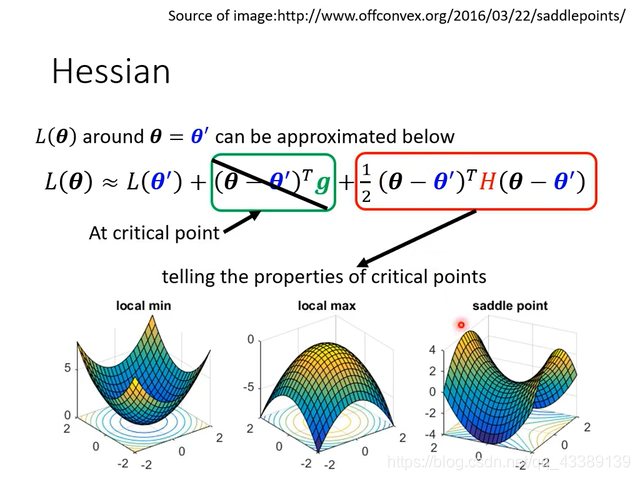 Source of image:http://www.offconvex.org/2016/03/22/saddlepoints/
Hessian
L(θ) around θ = θ′ can be approximated below
L(θ) ≈ L(θ′) + (θ − θ′)ᵀg + 1/2 (θ − θ′)ᵀH(θ − θ′)
At critical point
telling the properties of critical points
local min
local max
saddle point
5
0
2
0
-2
-2
0
2
0
-5
2
0
-2
-2
0
2
4
2
0
-2
-4
2
0
-2
-2
0
2
https://blog.csdn.net/qq_43389139